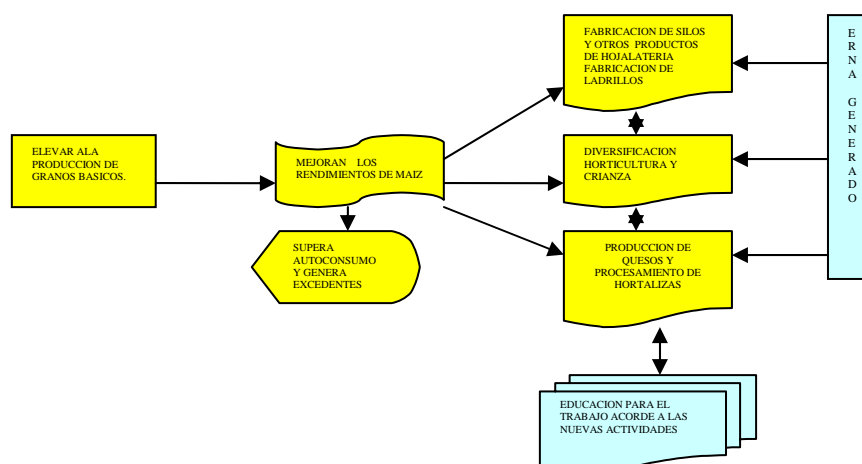 ELEVAR ALA
PRODUCCION DE
GRANOS BASICOS.
MEJORAN LOS
RENDIMIENTOS DE MAIZ
SUPERA
AUTOCONSUMO
Y GENERA
EXCEDENTES
FABRICACION DE SILOS
Y OTROS PRODUCTOS
DE HOJALATERIA
FABRICACION DE
LADRILLOS
DIVERSIFICACION
HORTICULTURA Y
CRIANZA
PRODUCCION DE
QUESOS Y
PROCESAMIENTO DE
HORTALIZAS
EDUCACION PARA EL
TRABAJO ACORDE A LAS
NUEVAS ACTIVIDADES
E
R
N
A
G
E
N
E
R
A
D
O